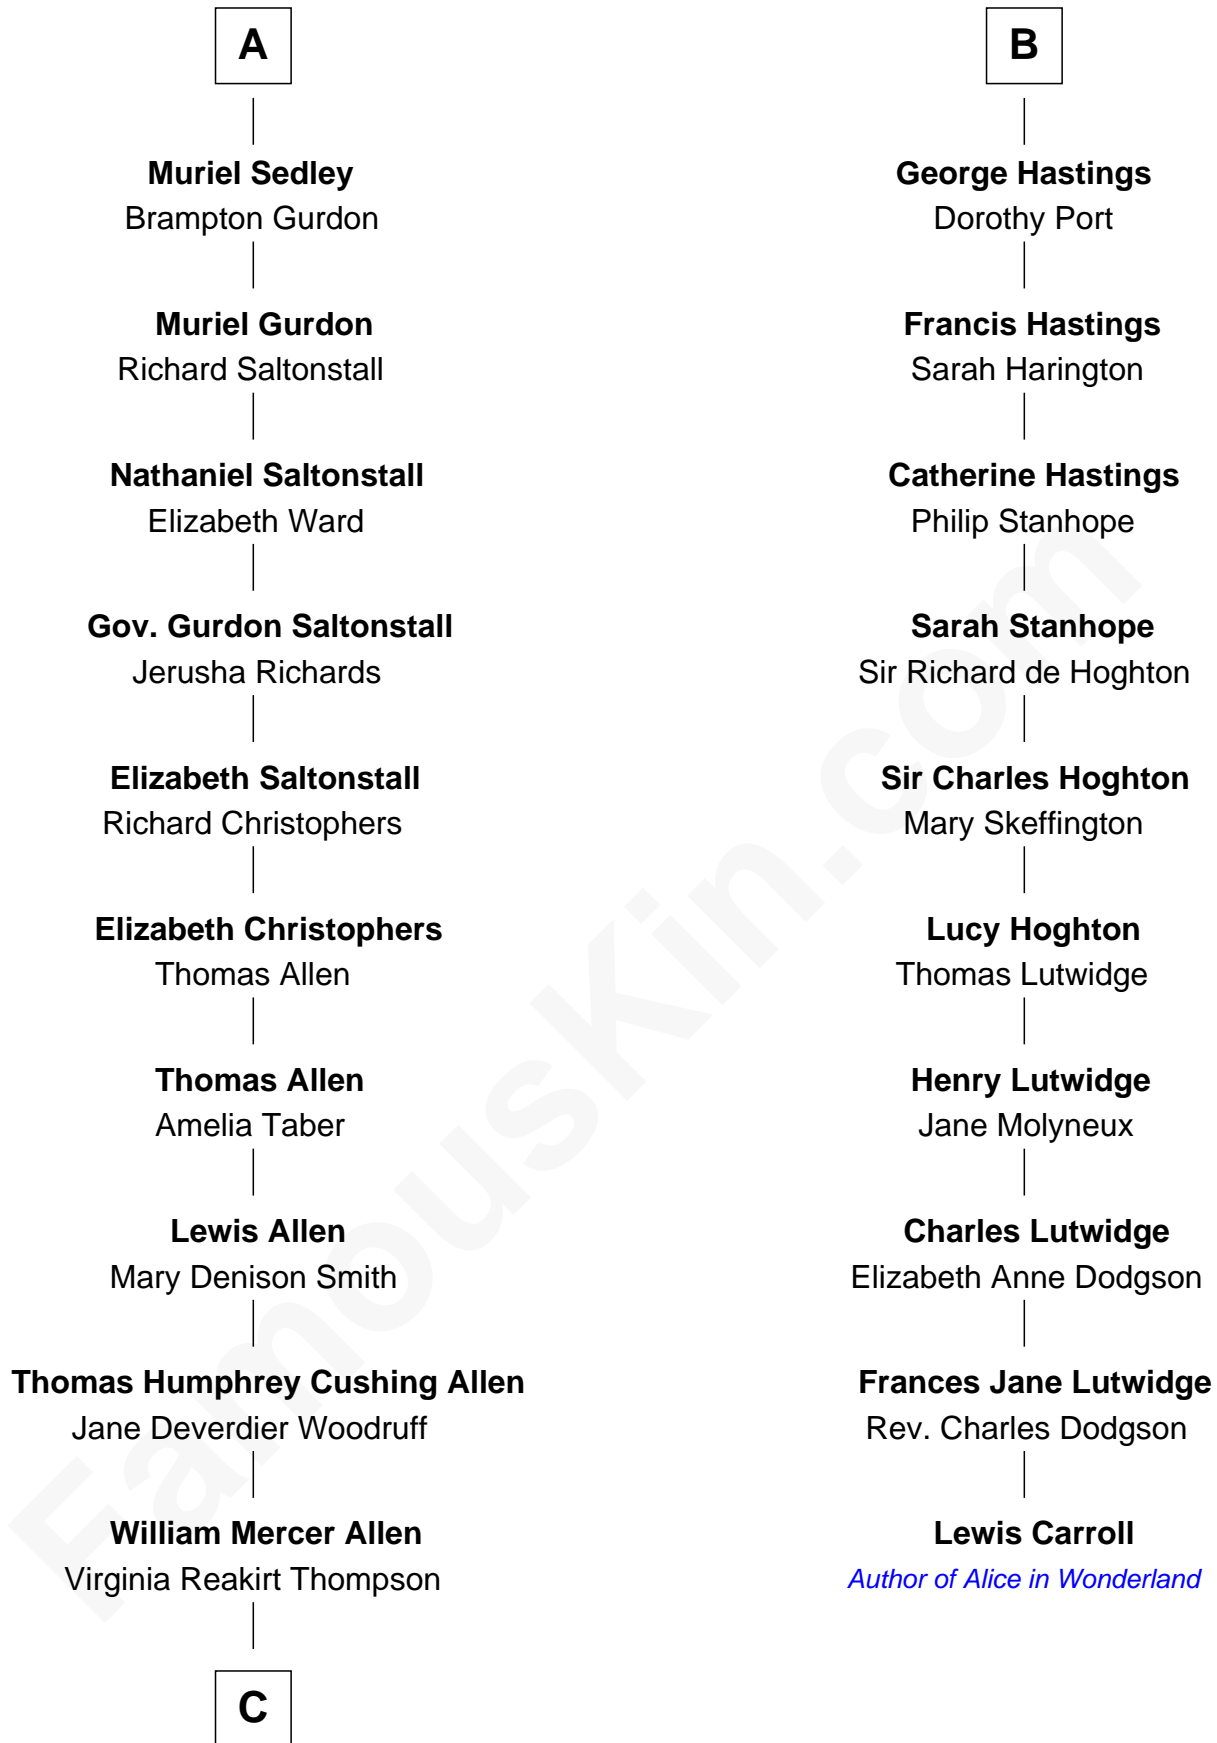 A
Muriel Sedley
Brampton Gurdon
Muriel Gurdon
Richard Saltonstall
Nathaniel Saltonstall
Elizabeth Ward
Gov. Gurdon Saltonstall
Jerusha Richards
Elizabeth Saltonstall
Richard Christophers
Elizabeth Christophers
Thomas Allen
Thomas Allen
Amelia Taber
Lewis Allen
Mary Denison Smith
Thomas Humphrey Cushing Allen
Jane Deverdier Woodruff
William Mercer Allen
Virginia Reakirt Thompson
C
B
George Hastings
Dorothy Port
Francis Hastings
Sarah Harington
Catherine Hastings
Philip Stanhope
Sarah Stanhope
Sir Richard de Hoghton
Sir Charles Hoghton
Mary Skeffington
Lucy Hoghton
Thomas Lutwidge
Henry Lutwidge
Jane Molyneux
Charles Lutwidge
Elizabeth Anne Dodgson
Frances Jane Lutwidge
Rev. Charles Dodgson
Lewis Carroll
Author of Alice in Wonderland
FamousKin.com